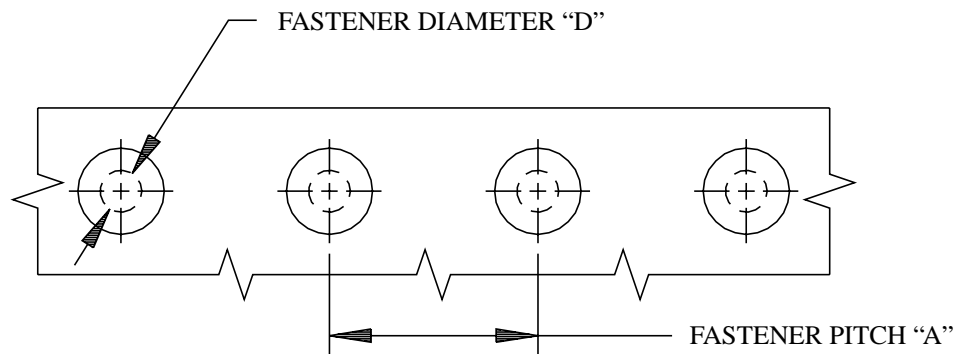 FASTENER DIAMETER “D”
FASTENER PITCH “A”